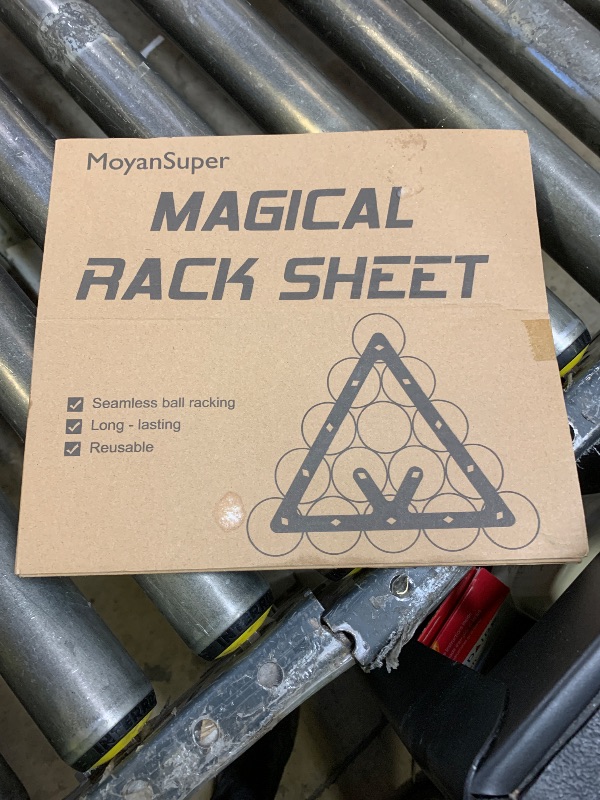 MoyanSuper
MAGICAL
RACK SHEET
Seamless ball racking
Long - lasting
Reusable